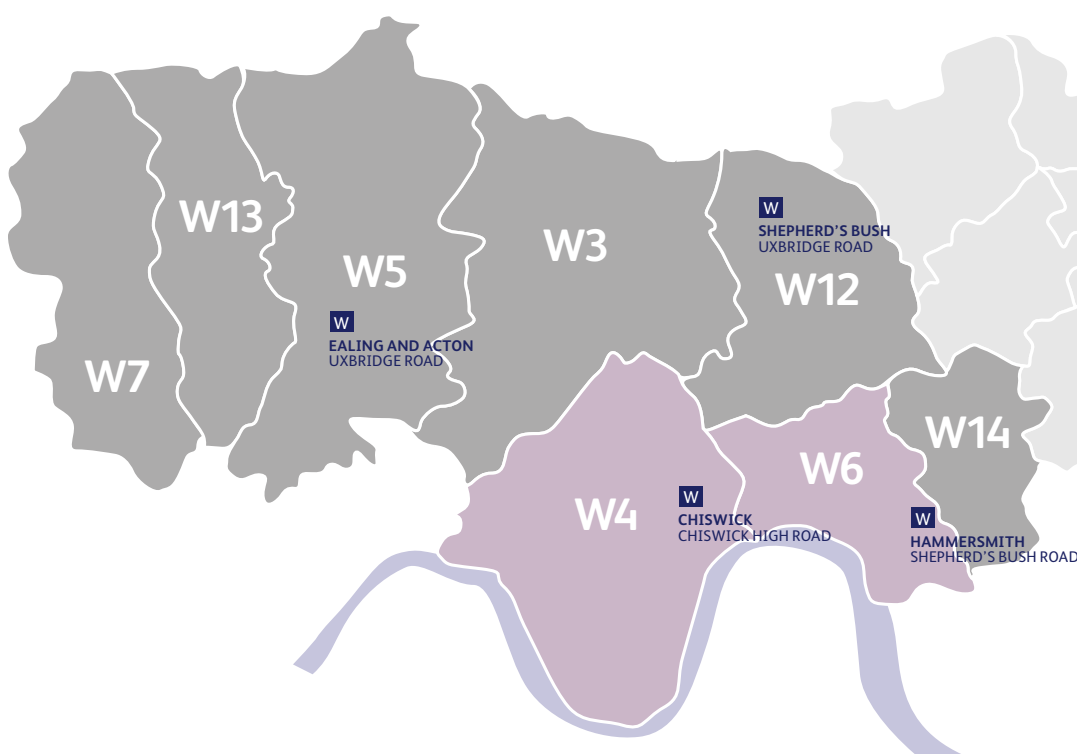 W13
W5
W3
W
SHEPHERD'S BUSH
UXBRIDGE ROAD
W12
W
EALING AND ACTON
UXBRIDGE ROAD
W7
W14
W6
W4
W
CHISWICK
CHISWICK HIGH ROAD
W
HAMMERSMITH
SHEPHERD'S BUSH ROAD